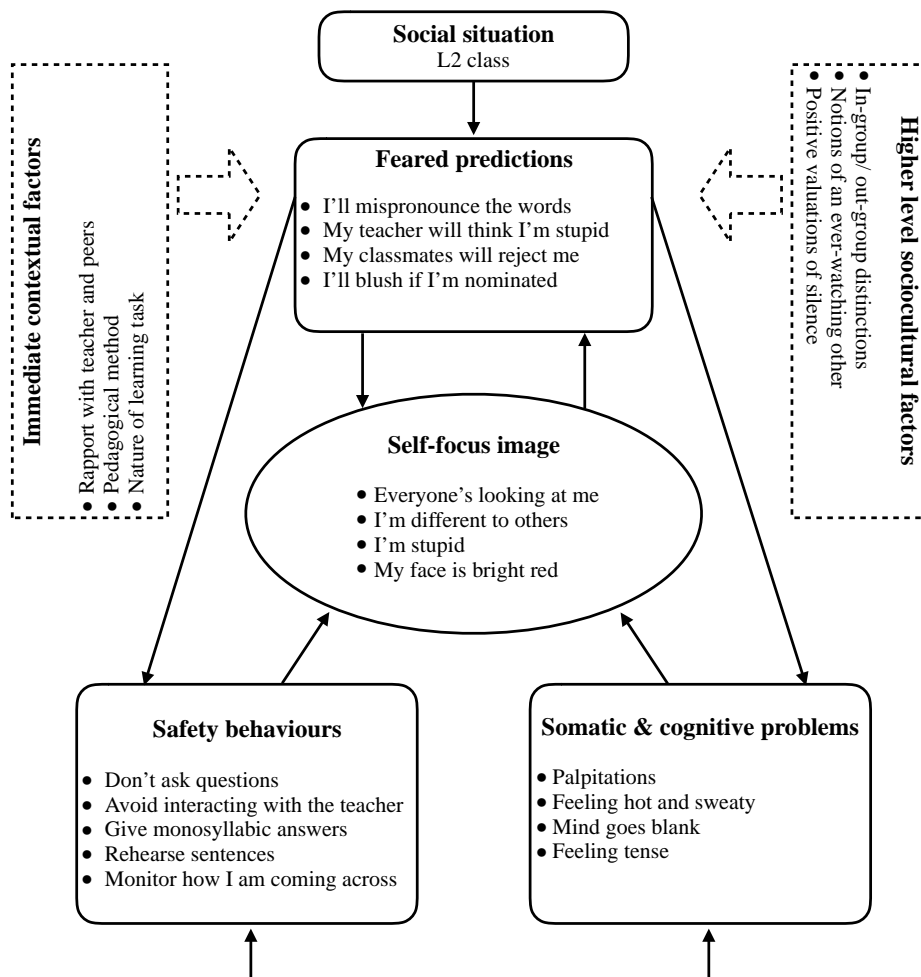 Social situation
L2 class
Immediate contextual factors
● Rapport with teacher and peers
● Pedagogical method
● Nature of learning task
Feared predictions
● I’ll mispronounce the words
● My teacher will think I’m stupid
● My classmates will reject me
● I’ll blush if I’m nominated
Higher level sociocultural factors
● In-group/ out-group distinctions
● Notions of an ever-watching other
● Positive valuations of silence
Self-focus image
● Everyone’s looking at me
● I’m different to others
● I’m stupid
● My face is bright red
Safety behaviours
● Don’t ask questions
● Avoid interacting with the teacher
● Give monosyllabic answers
● Rehearse sentences
● Monitor how I am coming across
Somatic & cognitive problems
● Palpitations
● Feeling hot and sweaty
● Mind goes blank
● Feeling tense